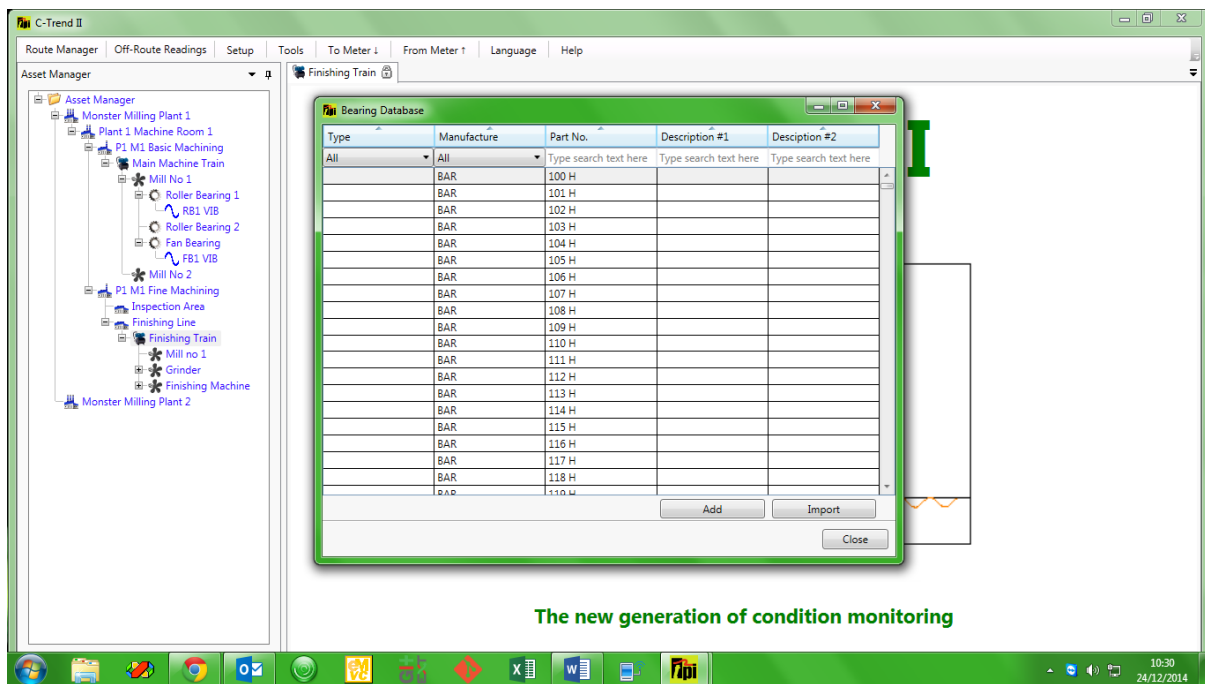 C-Trend II
Route Manager Off-Route Readings Setup Tools To Meter ↓ From Meter ↑ Language Help
Asset Manager
Finishing Train
Asset Manager
Monster Milling Plant 1
Plant 1 Machine Room 1
P1 M1 Basic Machining
Main Machine Train
Mill No 1
Roller Bearing 1
RB1 VIB
Roller Bearing 2
Fan Bearing
FB1 VIB
Mill No 2
P1 M1 Fine Machining
Inspection Area
Finishing Line
Finishing Train
Mill no 1
Grinder
Finishing Machine
Monster Milling Plant 2
Bearing Database
Type Manufacture Part No. Description #1 Desciption #2
All All Type search text here Type search text here Type search text here
BAR 100 H
BAR 101 H
BAR 102 H
BAR 103 H
BAR 104 H
BAR 105 H
BAR 106 H
BAR 107 H
BAR 108 H
BAR 109 H
BAR 110 H
BAR 111 H
BAR 112 H
BAR 113 H
BAR 114 H
BAR 115 H
BAR 116 H
BAR 117 H
BAR 118 H
BAR 119 H
Add Import
Close
I
The new generation of condition monitoring
10:30
24/12/2014